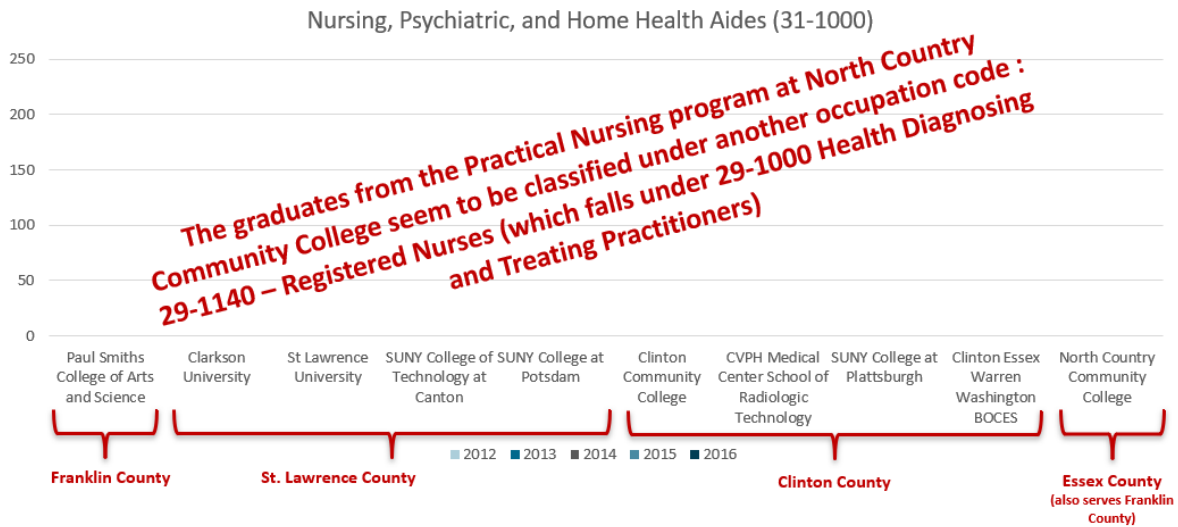 Nursing, Psychiatric, and Home Health Aides (31-1000)
250
200
150
100
50
0
The graduates from the Practical Nursing program at North Country
Community College seem to be classified under another occupation code :
29-1140 – Registered Nurses (which falls under 29-1000 Health Diagnosing
and Treating Practitioners)
Paul Smiths
College of Arts
and Science
Clarkson
University
St Lawrence
University
SUNY College of
Technology at
Canton
SUNY College at
Potsdam
Clinton
Community
College
CVPH Medical
Center School of
Radiologic
Technology
SUNY College at
Plattsburgh
Clinton Essex
Warren
Washington
BOCES
North Country
Community
College
2012 2013 2014 2015 2016
Franklin County
St. Lawrence County
Clinton County
Essex County
(also serves Franklin
County)